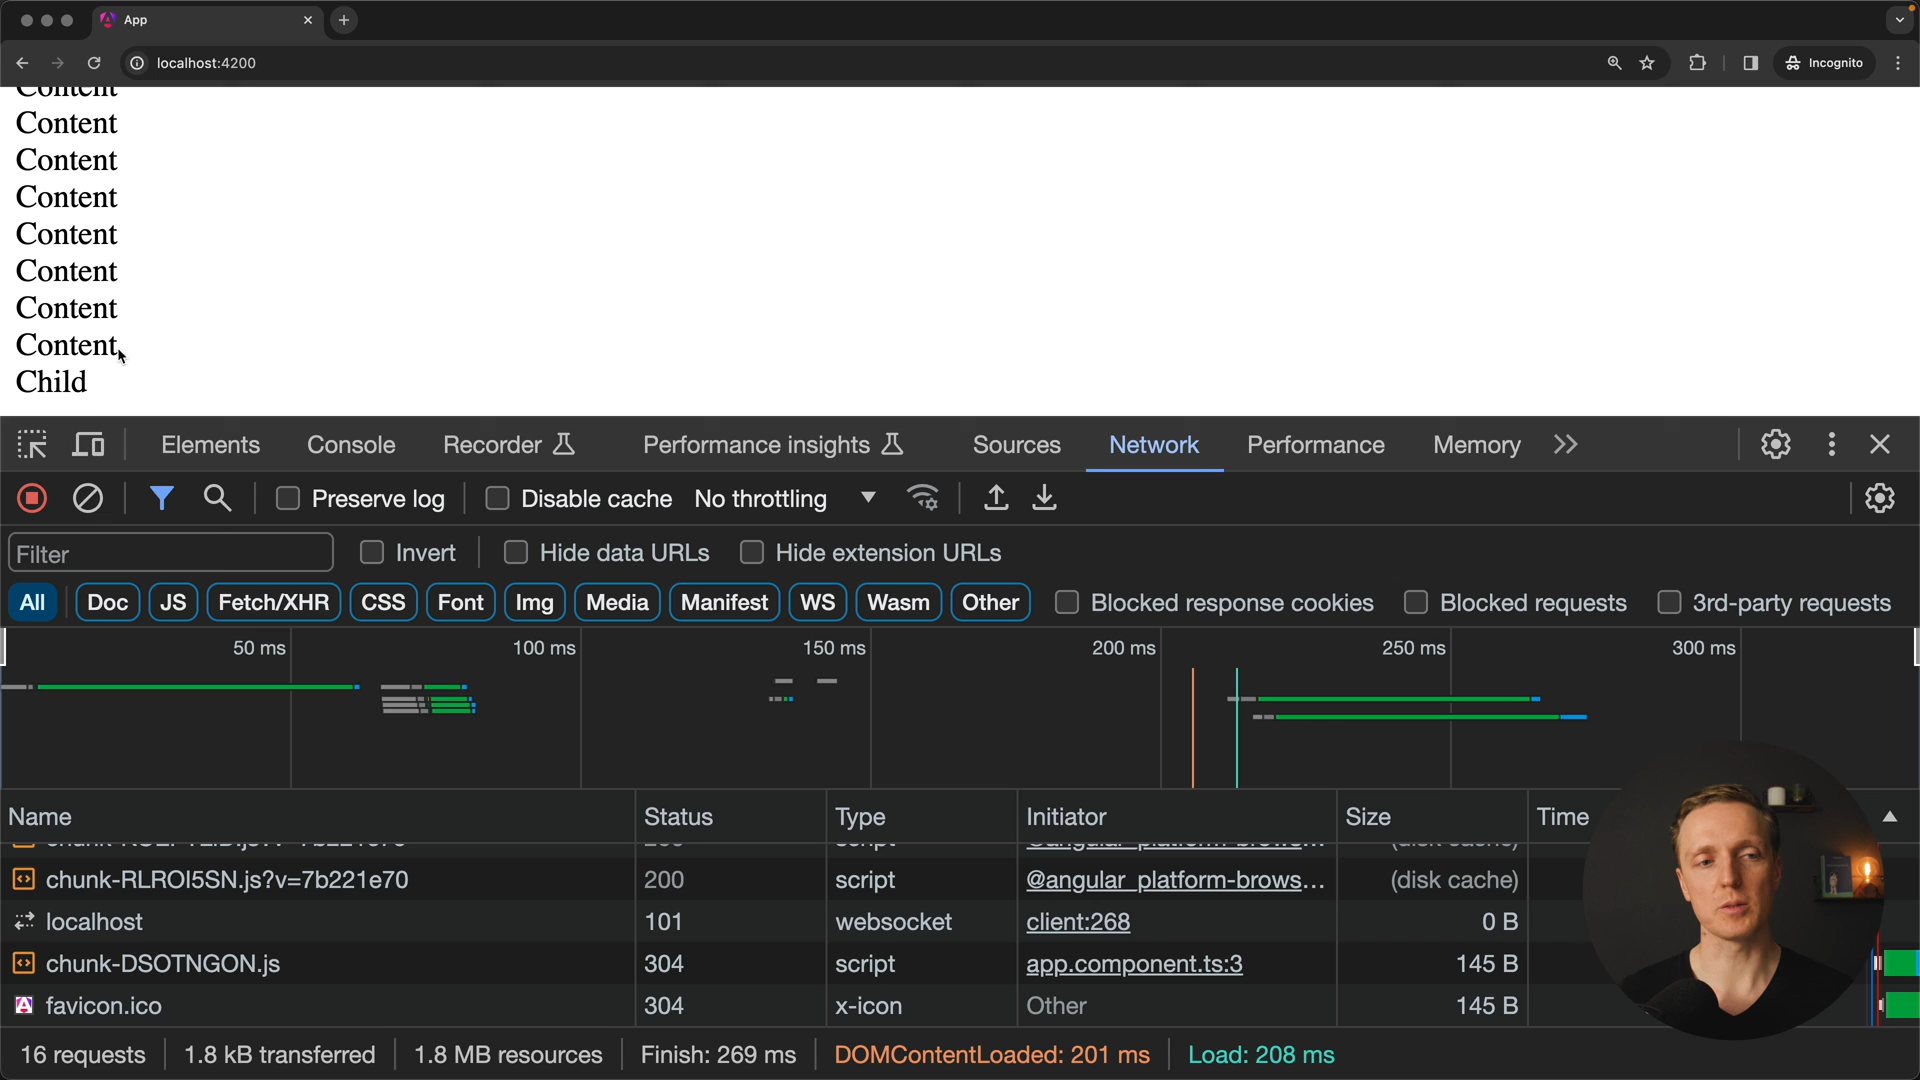 App
localhost:4200
Incognito
Content
Content
Content
Content
Content
Content
Content
Content
Child
Elements
Console
Recorder
Performance insights
Sources
Network
Performance
Memory
Preserve log
Disable cache
No throttling
Filter
Invert
Hide data URLs
Hide extension URLs
All
Doc
JS
Fetch/XHR
CSS
Font
Img
Media
Manifest
WS
Wasm
Other
Blocked response cookies
Blocked requests
3rd-party requests
50 ms
100 ms
150 ms
200 ms
250 ms
300 ms
Name
Status
Type
Initiator
Size
Time
chunk-RLROI5SN.js?v=7b221e70
200
script
@angular_platform-brows...
(disk cache)
localhost
101
websocket
client:268
0 B
chunk-DSOTNGON.js
304
script
app.component.ts:3
145 B
favicon.ico
304
x-icon
Other
145 B
16 requests
1.8 kB transferred
1.8 MB resources
Finish: 269 ms
DOMContentLoaded: 201 ms
Load: 208 ms